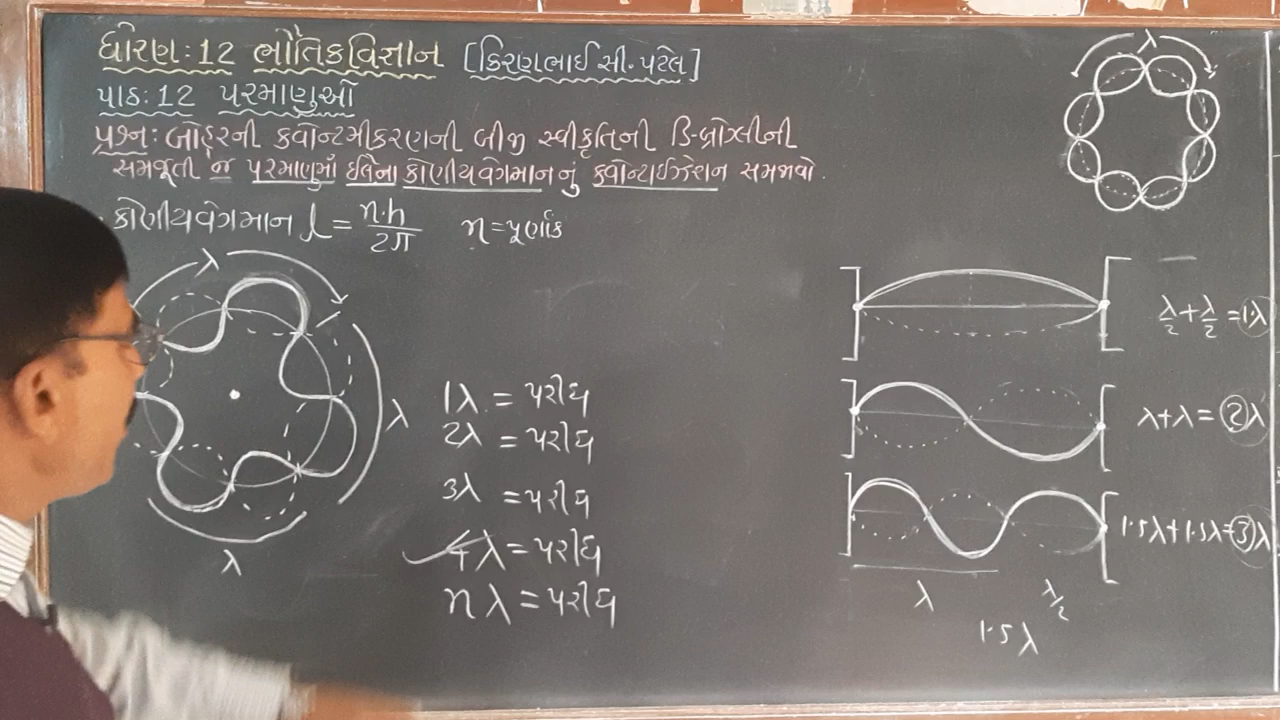 ધોરણ:12 ભૌતિકવિજ્ઞાન [કિરણભાઈ સી. પટેલ]
પાઠ:12 પરમાણુઓ
પ્રશ્ન: બોહરની ક્વોન્ટમીકરણની બીજી સ્વીકૃતિની ડિ-બ્રોગ્લીની
સમજૂતી જ પરમાણુમાં ઈલેના કોણીયવેગમાનનું ક્વોન્ટાઈઝેશન સમજાવો.
કોણીયવેગમાન l = n.h/2π n=પૂર્ણાંક
λ
λ
λ
1λ = પરીઘ
2λ = પરીઘ
3λ = પરીઘ
4λ = પરીઘ
nλ = પરીઘ
λ
λ/2 + λ/2 = 1λ
λ+λ = 2λ
1.5λ+1.5λ=3λ
λ λ/2
1.5λ